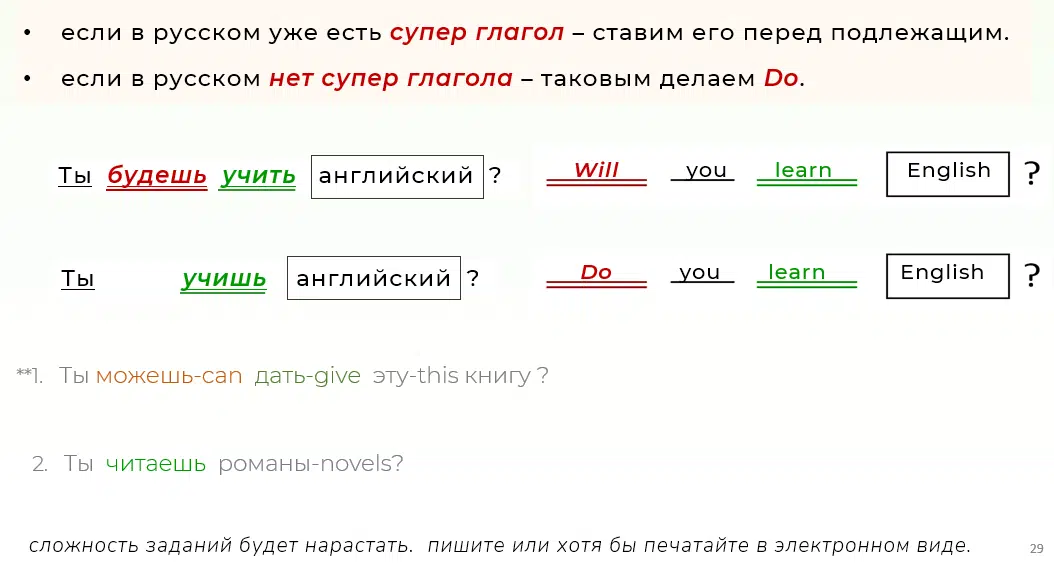 • если в русском уже есть супер глагол – ставим его перед подлежащим.
• если в русском нет супер глагола – таковым делаем Do.
Ты будешь учить английский ? Will you learn English ?
Ты учишь английский ? Do you learn English ?
**1. Ты можешь-can дать-give эту-this книгу ?
2. Ты читаешь романы-novels?
сложность заданий будет нарастать. пишите или хотя бы печатайте в электронном виде.
29